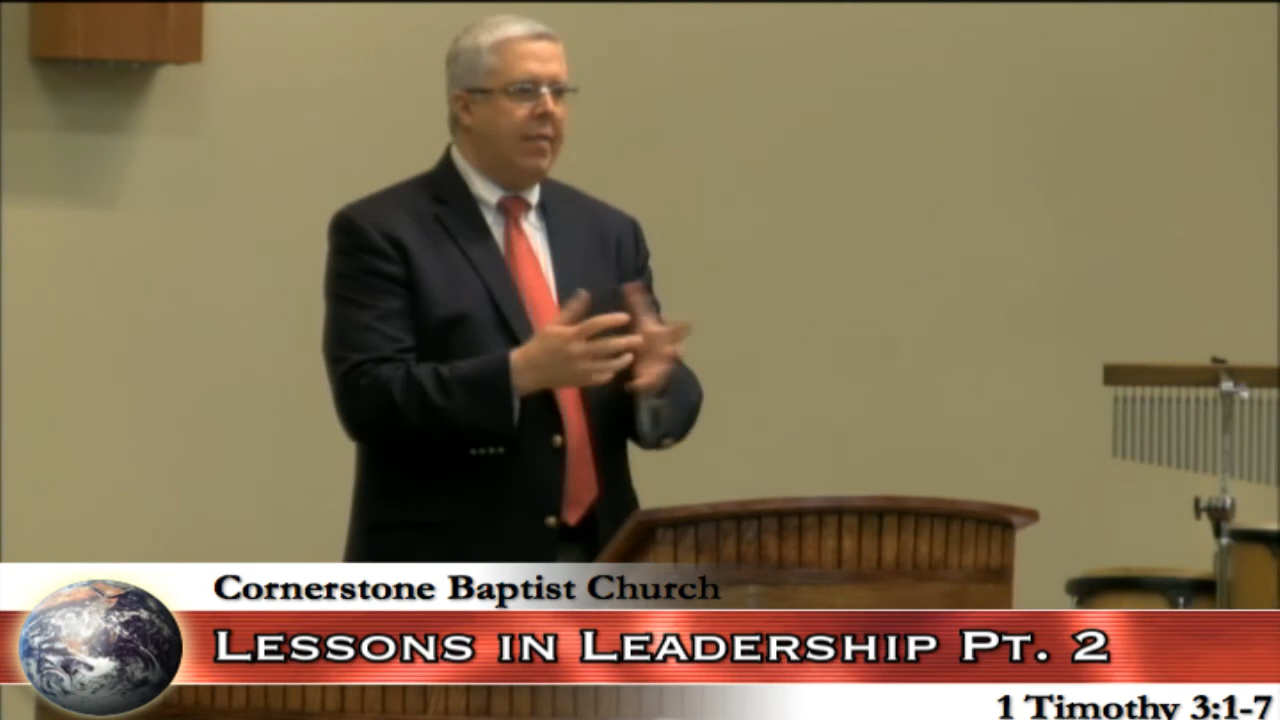 Cornerstone Baptist Church
Lessons in Leadership Pt. 2
1 Timothy 3:1-7